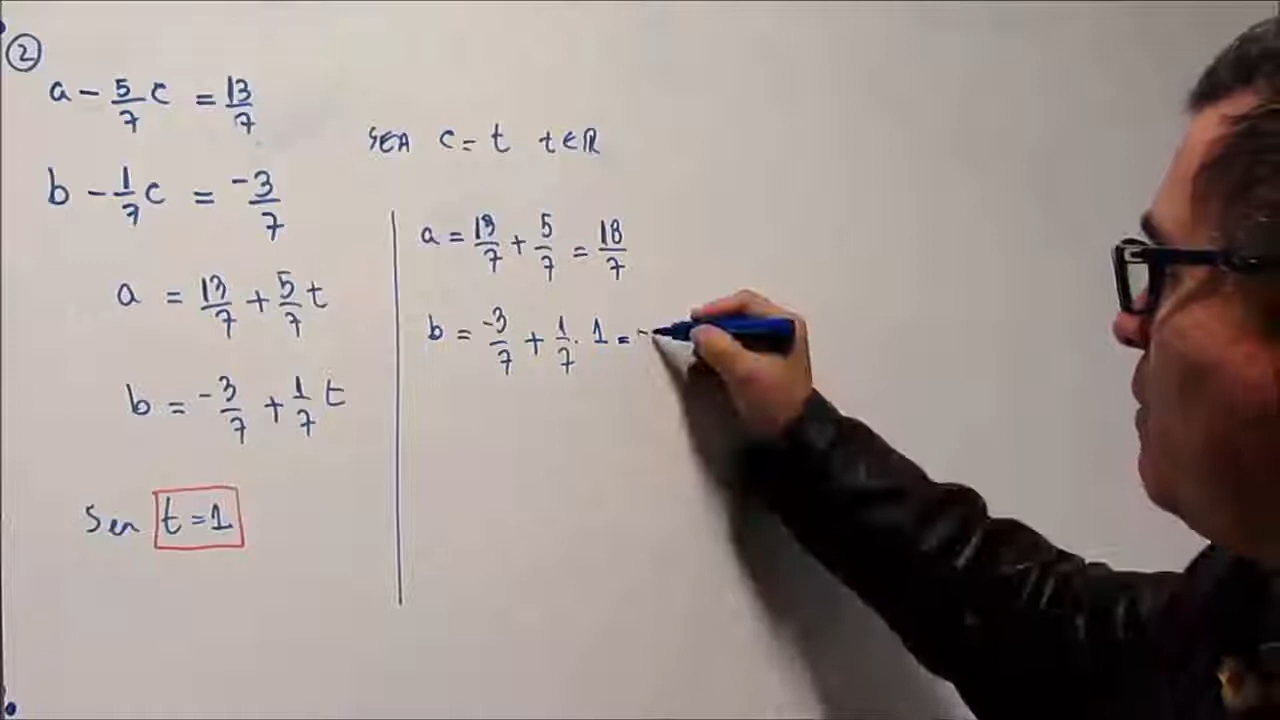 ②
a - 5/7 c = 13/7
b - 1/7 c = -3/7
a = 13/7 + 5/7 t
b = -3/7 + 1/7 t
Sea t = 1
SEA c = t t ∈ ℝ
a = 13/7 + 5/7 = 18/7
b = -3/7 + 1/7 · 1 = -